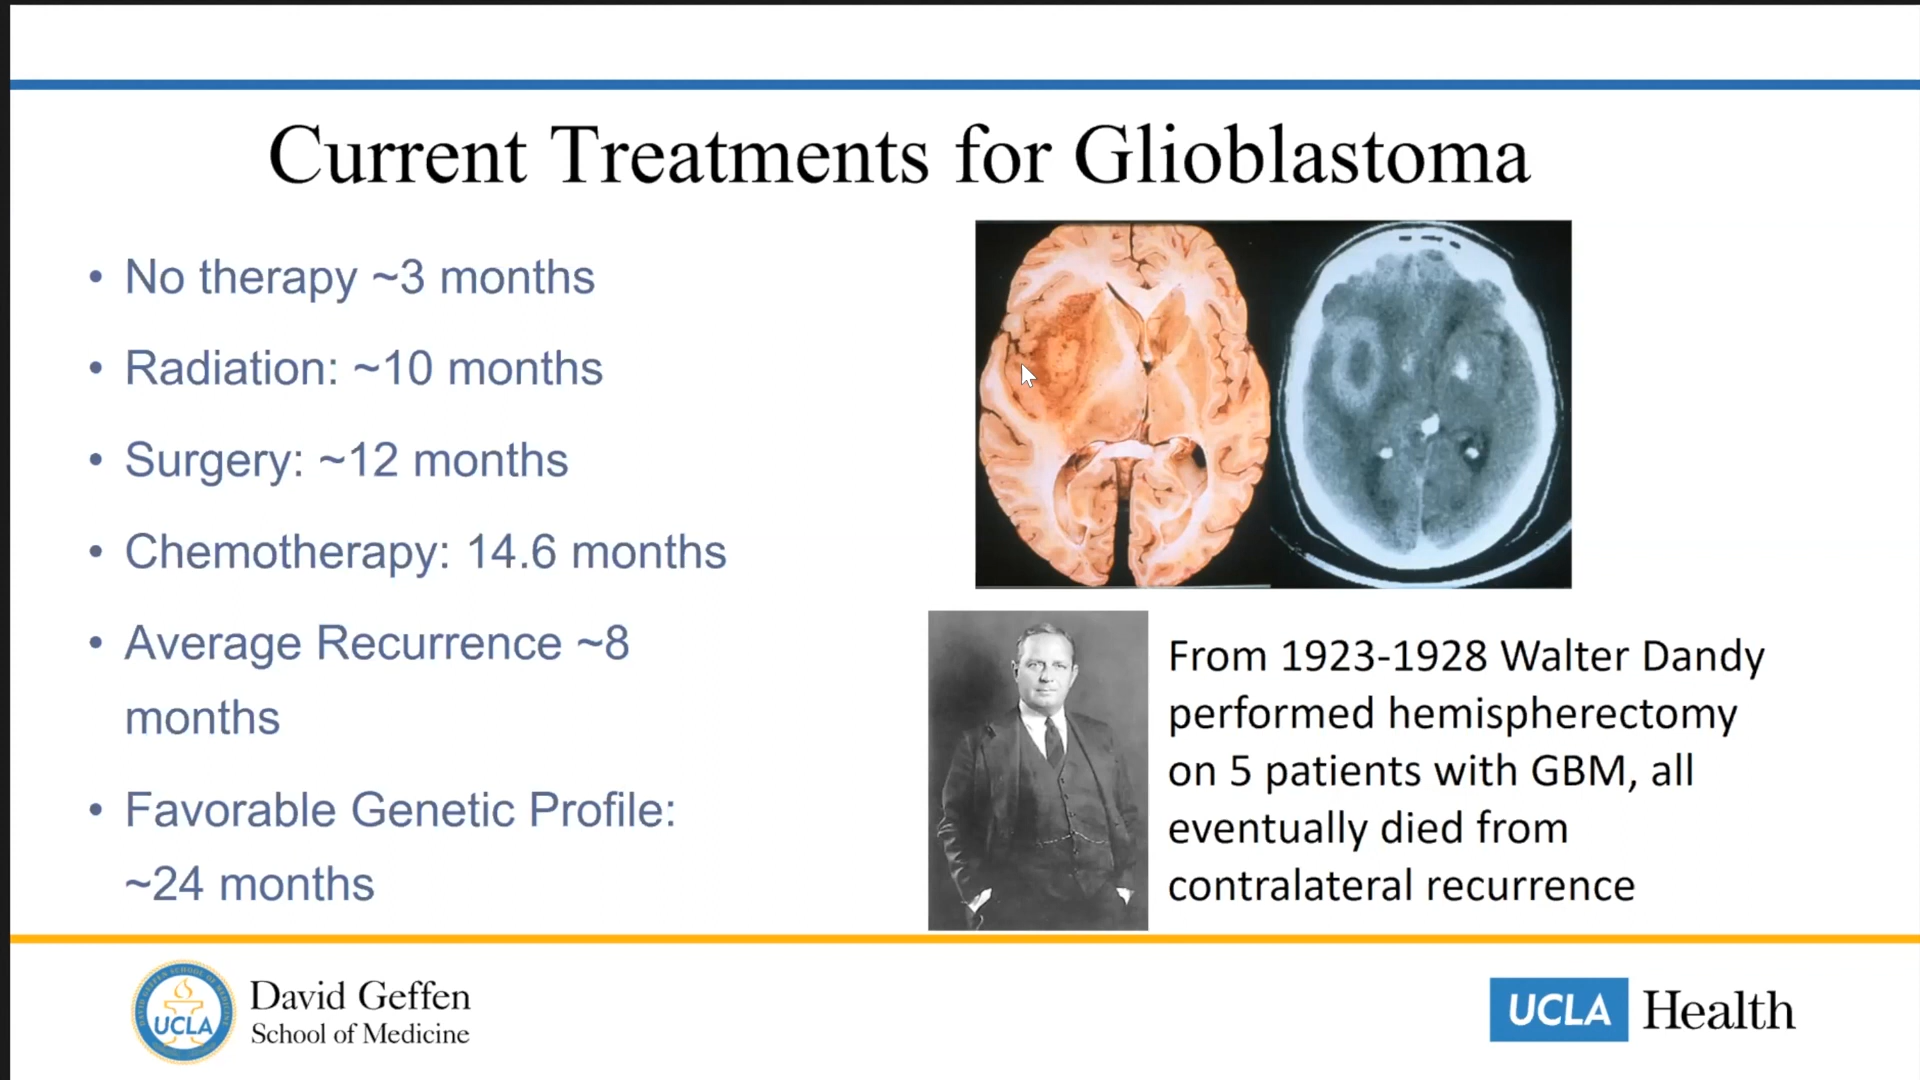 Current Treatments for Glioblastoma
• No therapy ~3 months
• Radiation: ~10 months
• Surgery: ~12 months
• Chemotherapy: 14.6 months
• Average Recurrence ~8
months
• Favorable Genetic Profile:
~24 months
From 1923-1928 Walter Dandy
performed hemispherectomy
on 5 patients with GBM, all
eventually died from
contralateral recurrence
UCLA
David Geffen
School of Medicine
UCLA Health